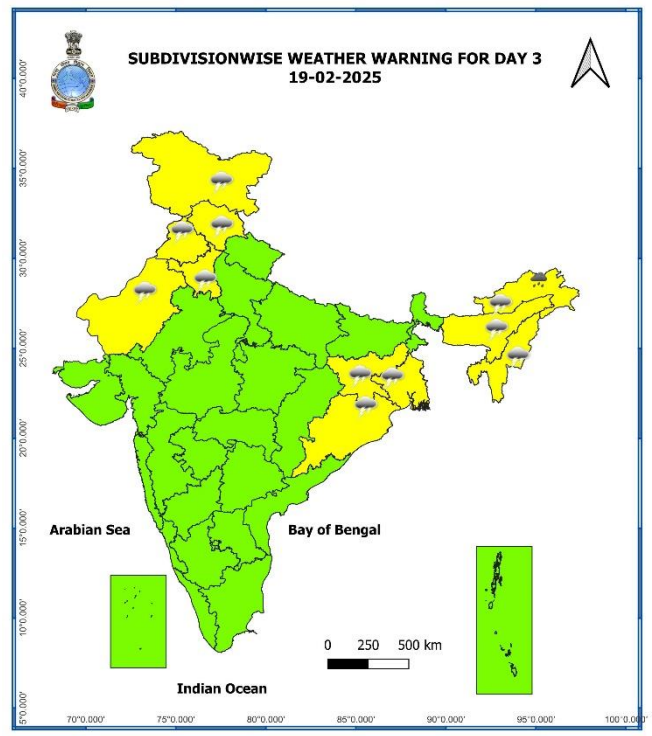 SUBDIVISIONWISE WEATHER WARNING FOR DAY 3
19-02-2025
40°0.000'
35°0.000'
30°0.000'
25°0.000'
20°0.000'
15°0.000'
10°0.000'
5°0.000'
Arabian Sea
Bay of Bengal
0 250 500 km
Indian Ocean
70°0.000' 75°0.000' 80°0.000' 85°0.000' 90°0.000' 95°0.000' 100°0.000'